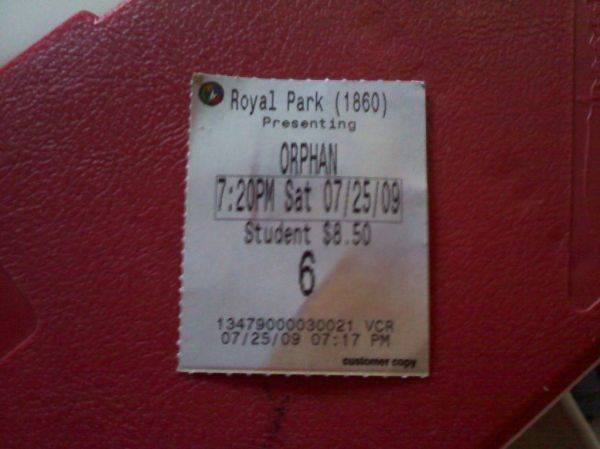 Royal Park (1860)
Presenting
ORPHAN
7:20PM Sat 07/25/09
Student $8.50
6
13479000030021 VCR
07/25/09 07:17 PM
customer copy